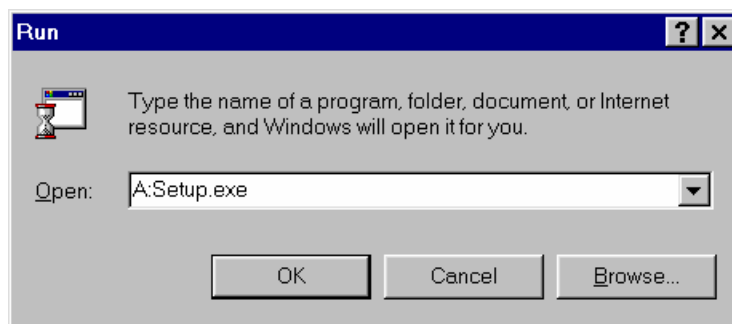 Run
Type the name of a program, folder, document, or Internet
resource, and Windows will open it for you.
Open: A:Setup.exe
OK Cancel Browse...